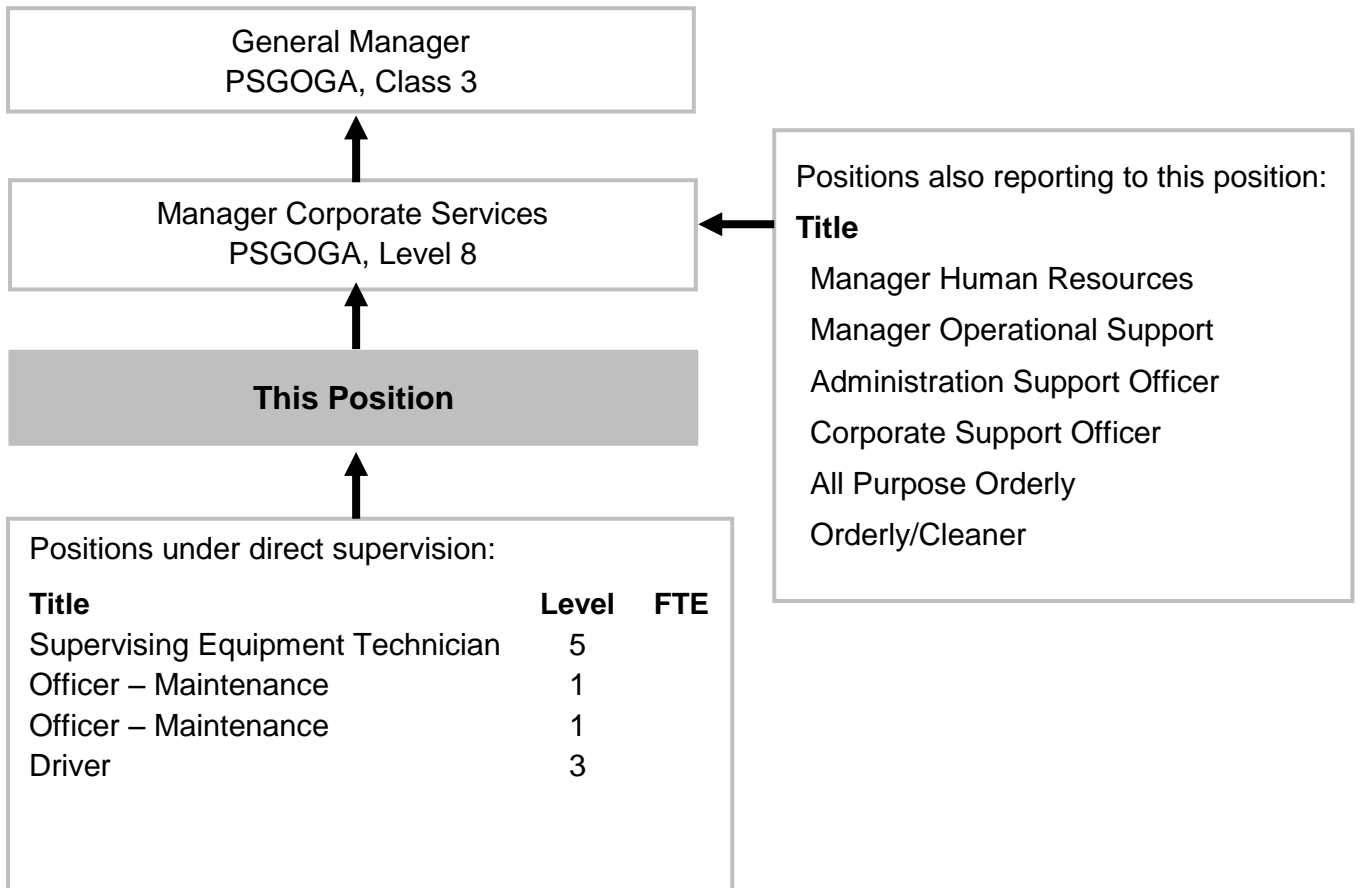 General Manager
PSGOGA, Class 3
Manager Corporate Services
PSGOGA, Level 8
This Position
Positions under direct supervision:
Title Level FTE
Supervising Equipment Technician 5
Officer – Maintenance 1
Officer – Maintenance 1
Driver 3
Positions also reporting to this position:
Title
Manager Human Resources
Manager Operational Support
Administration Support Officer
Corporate Support Officer
All Purpose Orderly
Orderly/Cleaner